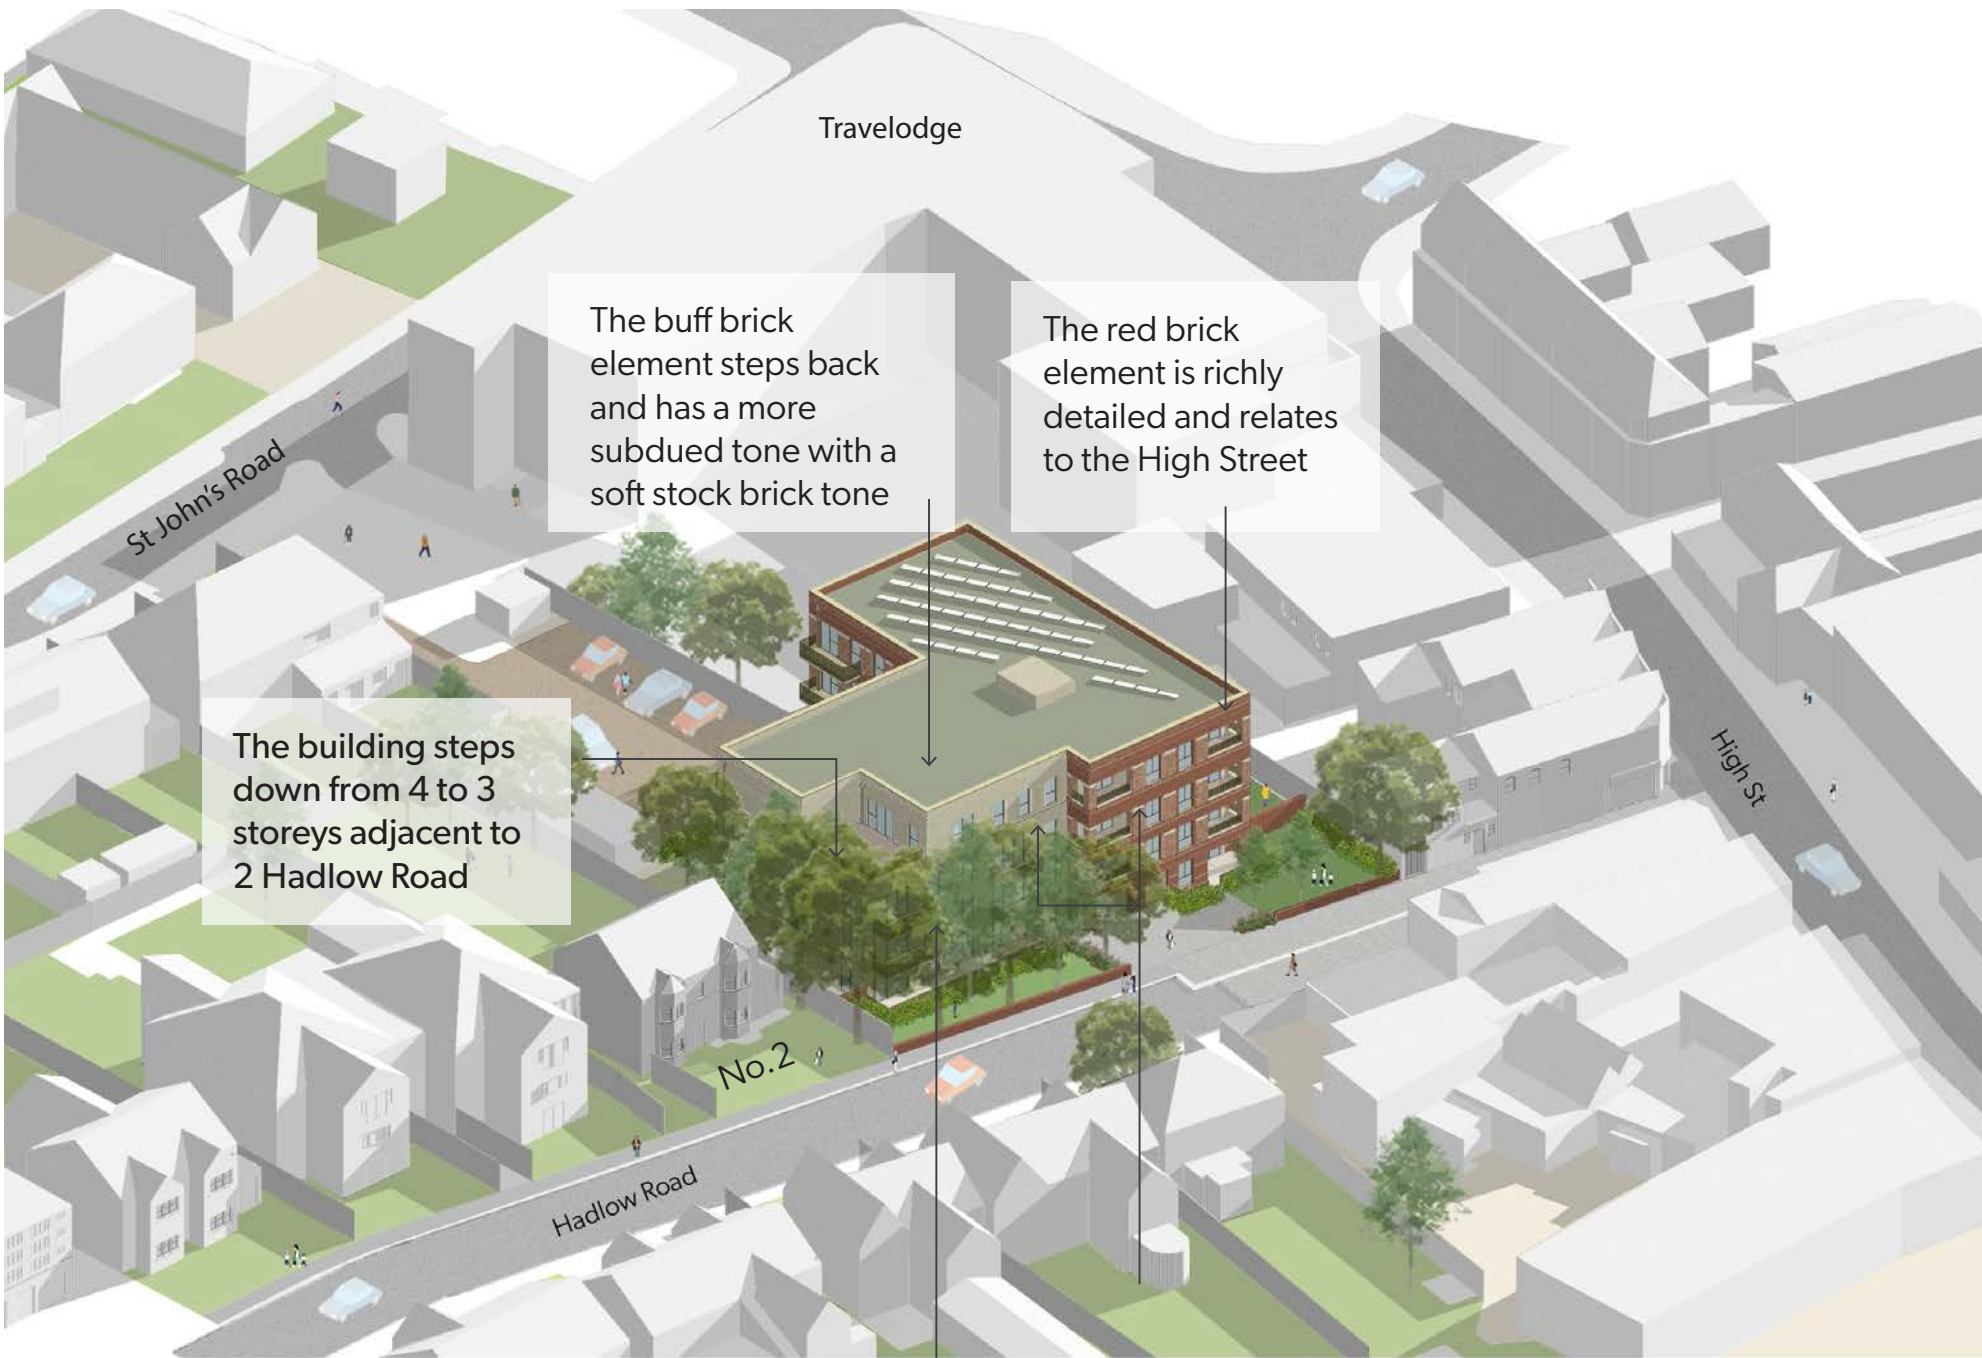 Travelodge
The buff brick
element steps back
and has a more
subdued tone with a
soft stock brick tone
The red brick
element is richly
detailed and relates
to the High Street
St John's Road
The building steps
down from 4 to 3
storeys adjacent to
2 Hadlow Road
High St
No.2
Hadlow Road